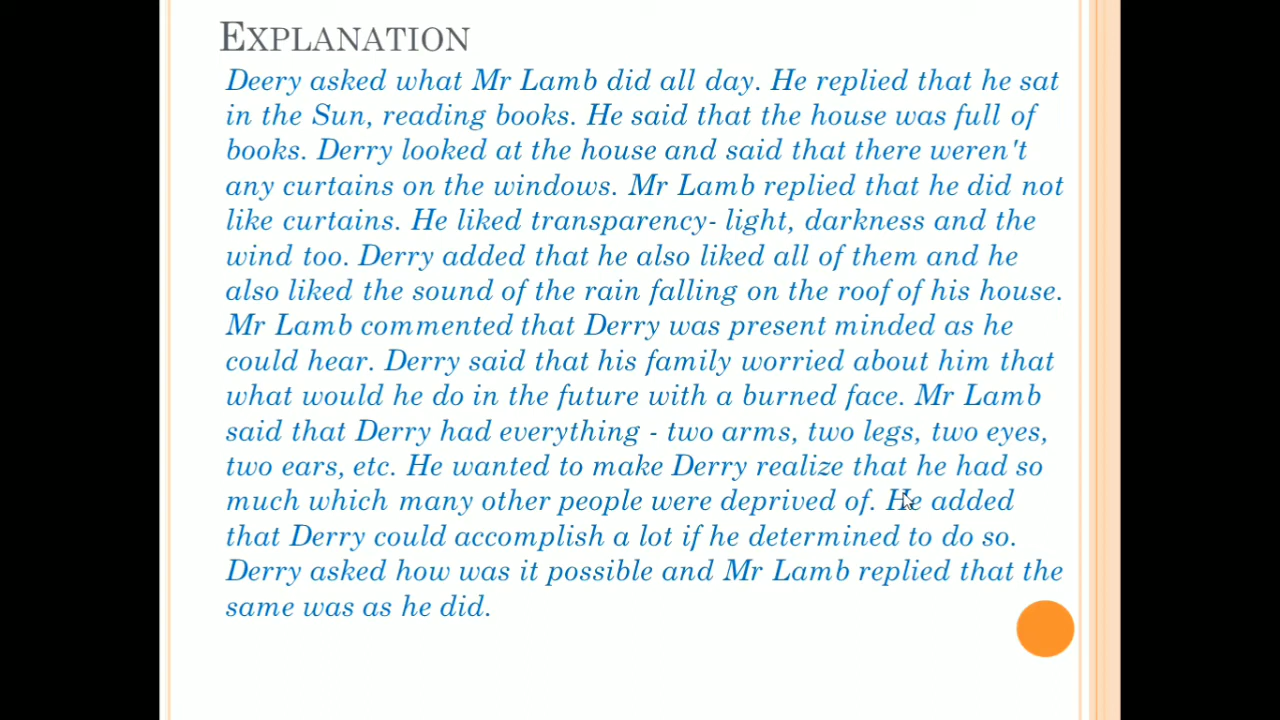 EXPLANATION
Deery asked what Mr Lamb did all day. He replied that he sat
in the Sun, reading books. He said that the house was full of
books. Derry looked at the house and said that there weren't
any curtains on the windows. Mr Lamb replied that he did not
like curtains. He liked transparency- light, darkness and the
wind too. Derry added that he also liked all of them and he
also liked the sound of the rain falling on the roof of his house.
Mr Lamb commented that Derry was present minded as he
could hear. Derry said that his family worried about him that
what would he do in the future with a burned face. Mr Lamb
said that Derry had everything - two arms, two legs, two eyes,
two ears, etc. He wanted to make Derry realize that he had so
much which many other people were deprived of. He added
that Derry could accomplish a lot if he determined to do so.
Derry asked how was it possible and Mr Lamb replied that the
same was as he did.